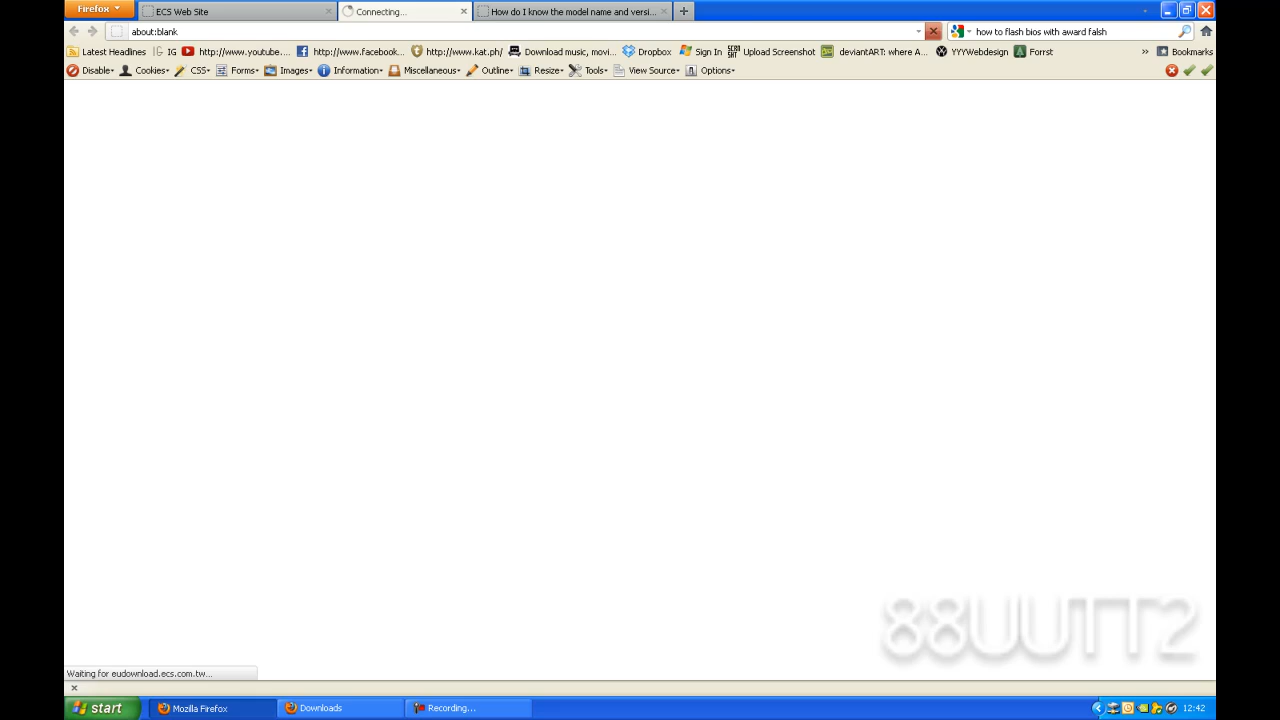 Firefox
ECS Web Site
Connecting...
How do I know the model name and versi...
about:blank
how to flash bios with award falsh
Latest Headlines
IG
http://www.youtube....
http://www.facebook...
http://www.kat.ph/
Download music, movi...
Dropbox
Sign In
Upload Screenshot
deviantART: where A...
YYYWebdesign
Forrst
»
Bookmarks
Disable
Cookies
CSS
Forms
Images
Information
Miscellaneous
Outline
Resize
Tools
View Source
Options
88UUTT2
Waiting for eudownload.ecs.com.tw...
start
Mozilla Firefox
Downloads
Recording...
12:42